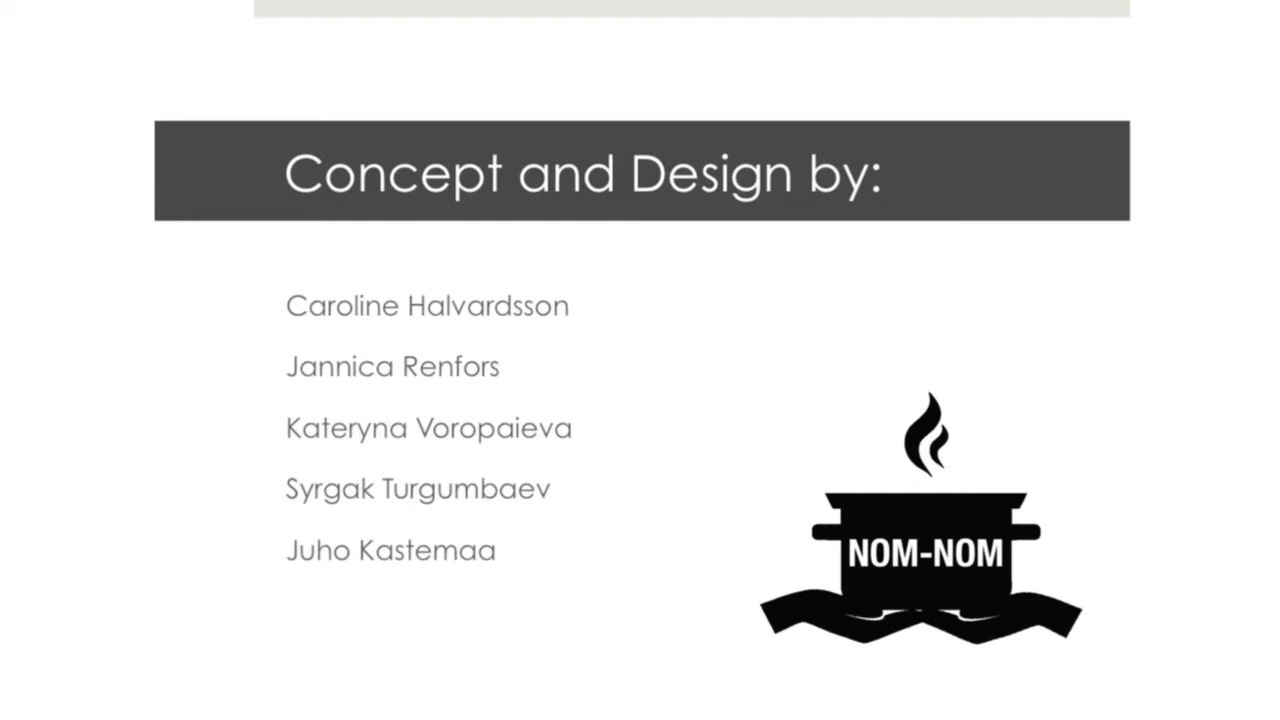 Concept and Design by:
Caroline Halvardsson
Jannica Renfors
Kateryna Voropaieva
Syrgak Turgumbaev
Juho Kastemaa
NOM-NOM